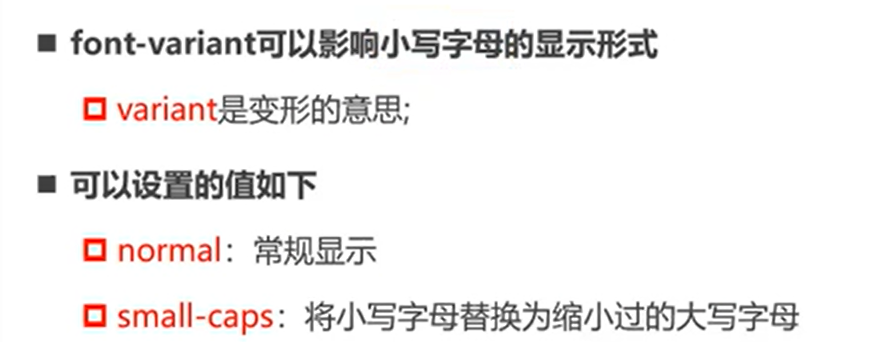 font-variant可以影响小写字母的显示形式
variant是变形的意思;
可以设置的值如下
normal：常规显示
small-caps：将小写字母替换为缩小过的大写字母